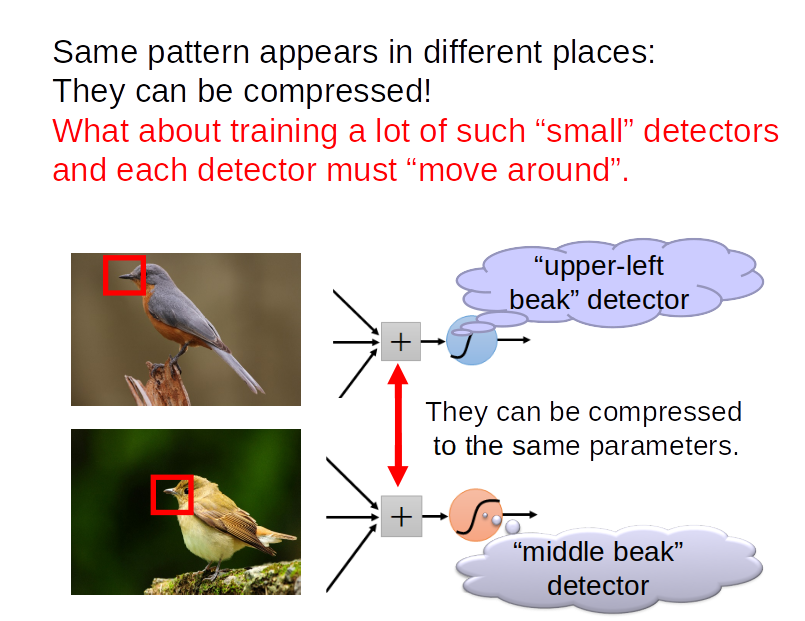 Same pattern appears in different places:
They can be compressed!
What about training a lot of such “small” detectors
and each detector must “move around”.
“upper-left
beak” detector
+
They can be compressed
to the same parameters.
+
“middle beak”
detector